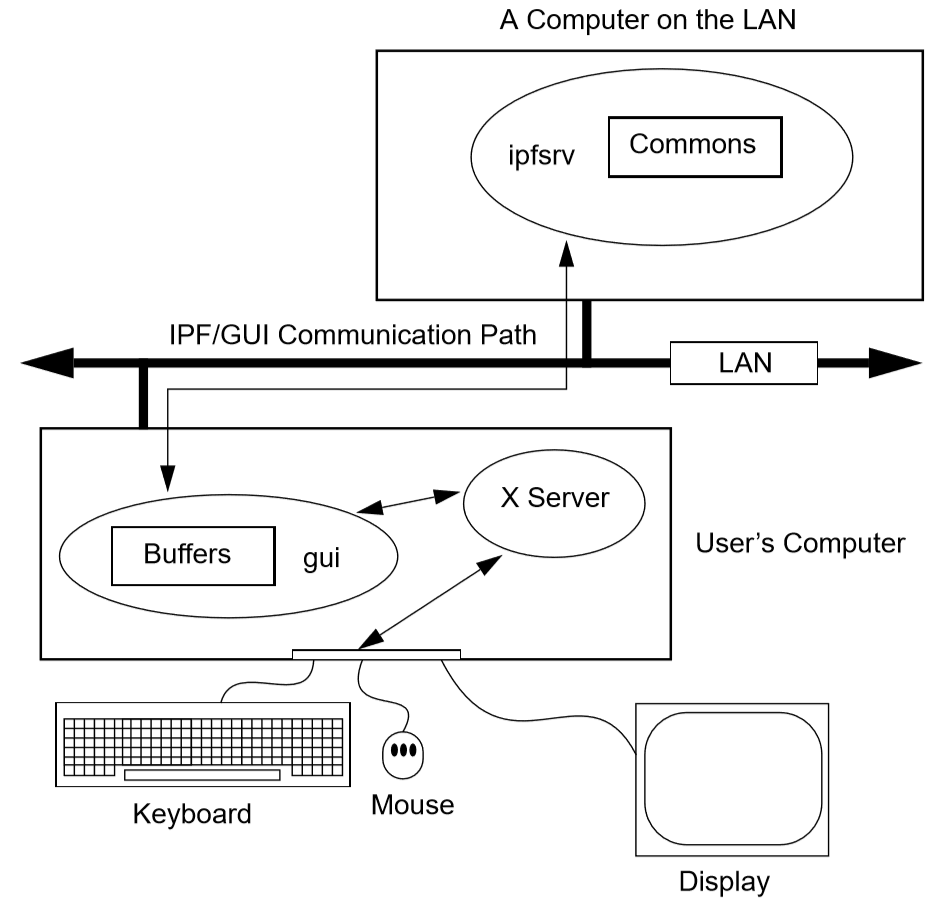 A Computer on the LAN
ipfsrv
Commons
IPF/GUI Communication Path
LAN
X Server
Buffers
gui
User’s Computer
Keyboard
Mouse
Display